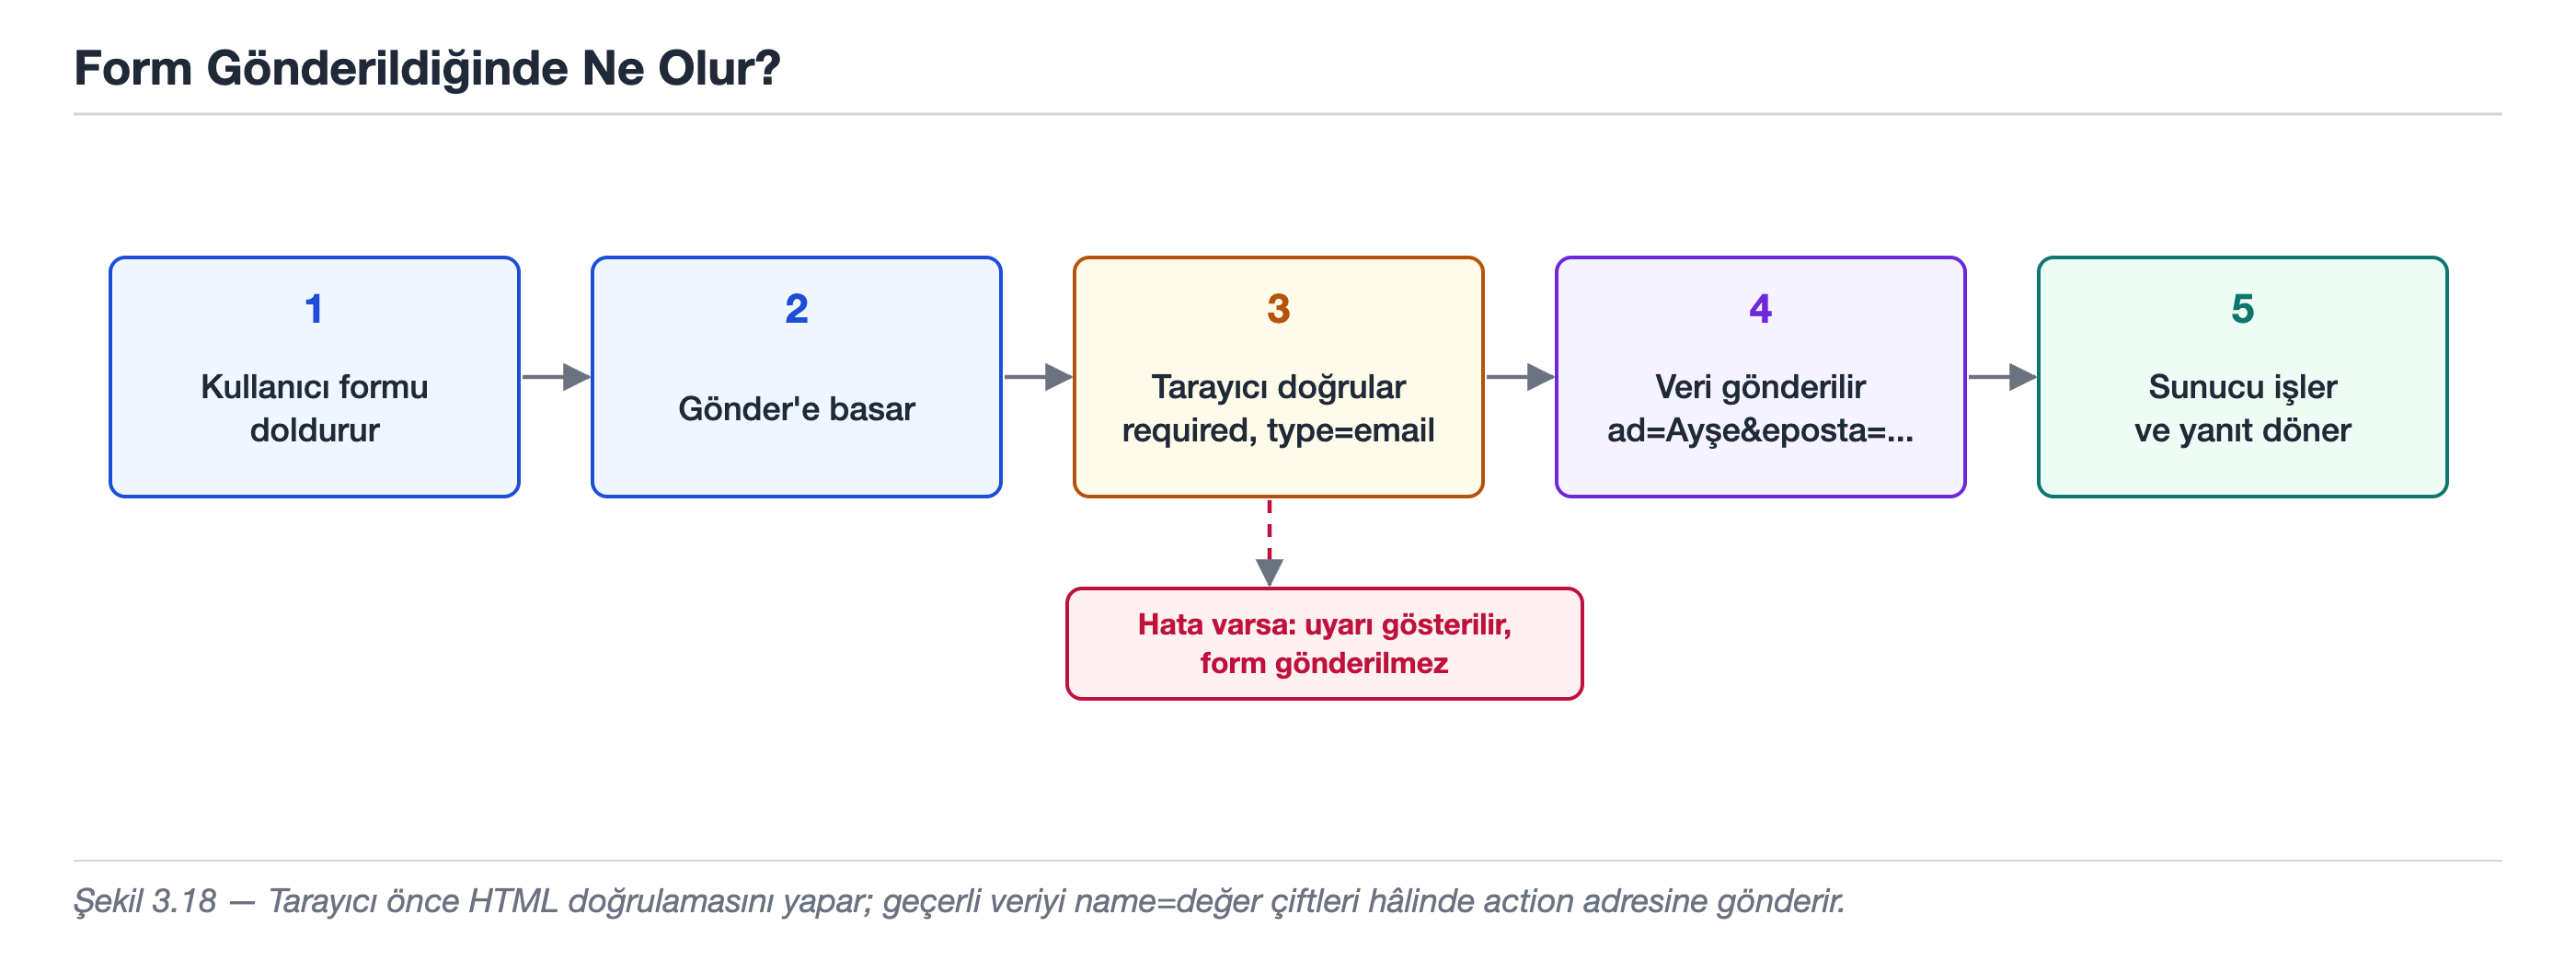 Form Gönderildiğinde Ne Olur?
1
Kullanıcı formu
doldurur
2
Gönder'e basar
3
Tarayıcı doğrular
required, type=email
4
Veri gönderilir
ad=Ayşe&eposta=...
5
Sunucu işler
ve yanıt döner
Hata varsa: uyarı gösterilir,
form gönderilmez
Şekil 3.18 — Tarayıcı önce HTML doğrulamasını yapar; geçerli veriyi name=değer çiftleri hâlinde action adresine gönderir.